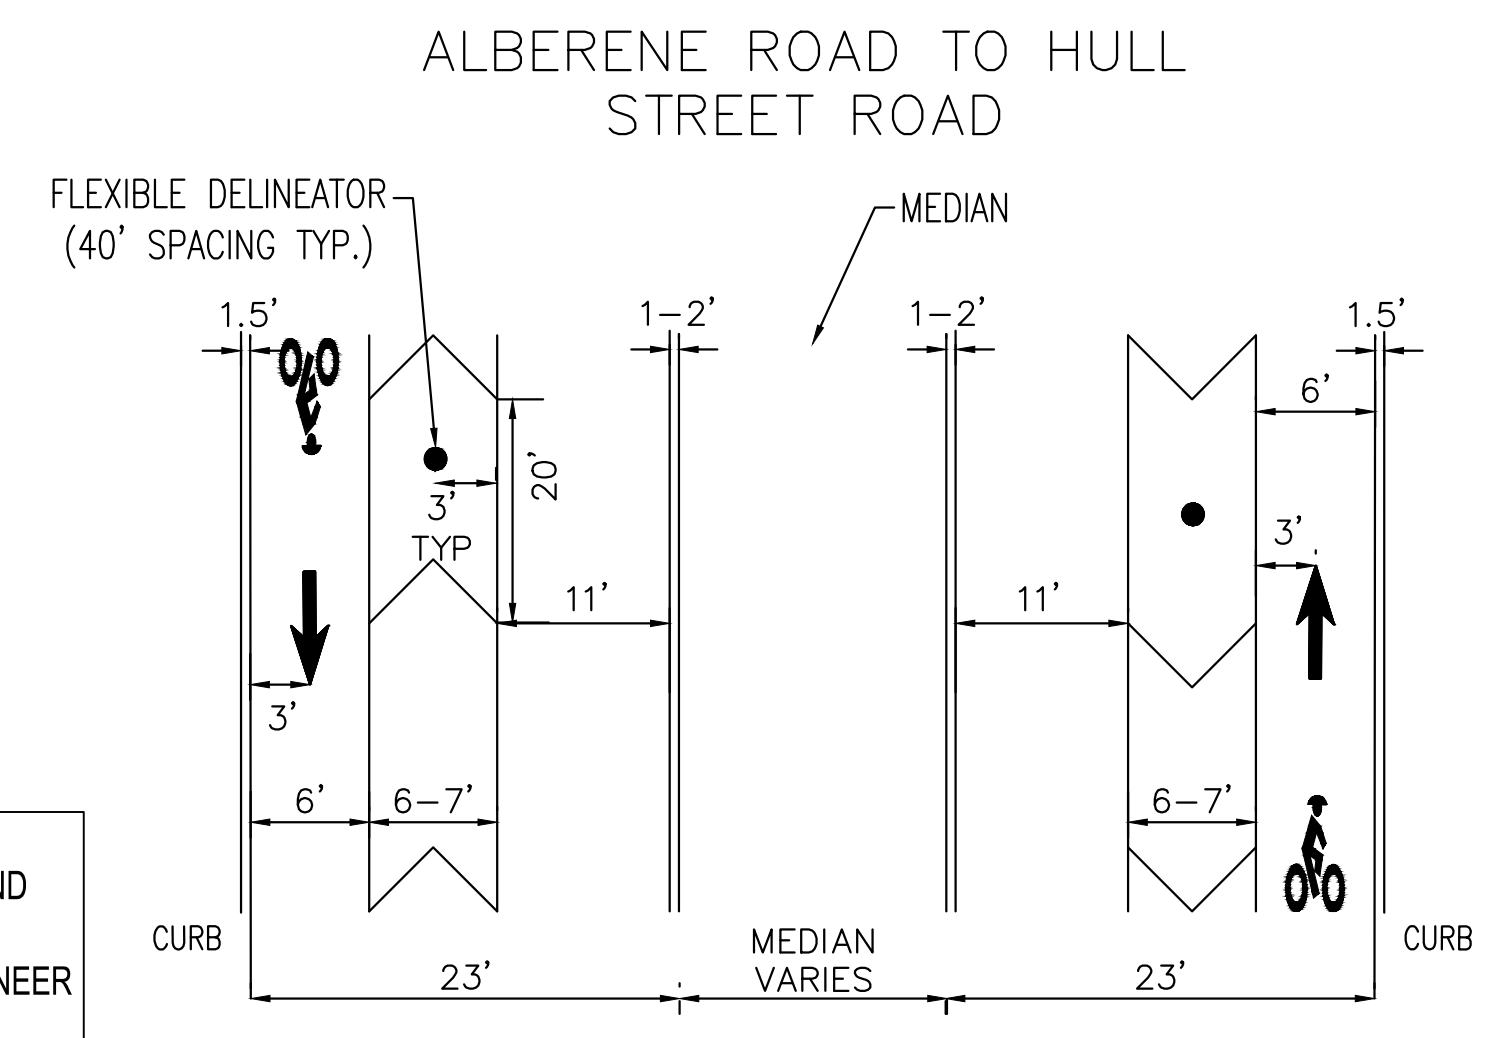 ALBERENE ROAD TO HULL
STREET ROAD
FLEXIBLE DELINEATOR
(40' SPACING TYP.)
MEDIAN
1.5'
1-2'
1-2'
1.5'
6'
20'
3'
TYP
3'
11'
11'
3'
6'
6-7'
6-7'
ND
CURB
MEDIAN
VARIES
CURB
NEER
23'
23'